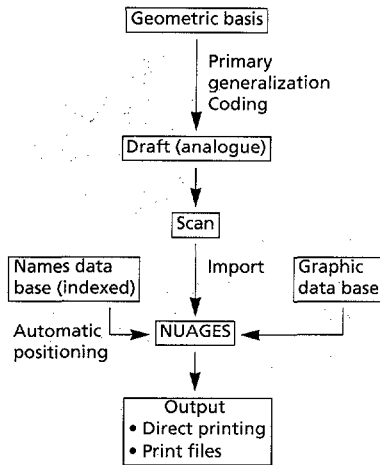 Geometric basis
Primary
generalization
Coding
Draft (analogue)
Scan
Names data
base (indexed)
Import
Graphic
data base
Automatic
positioning
NUAGES
Output
• Direct printing
• Print files